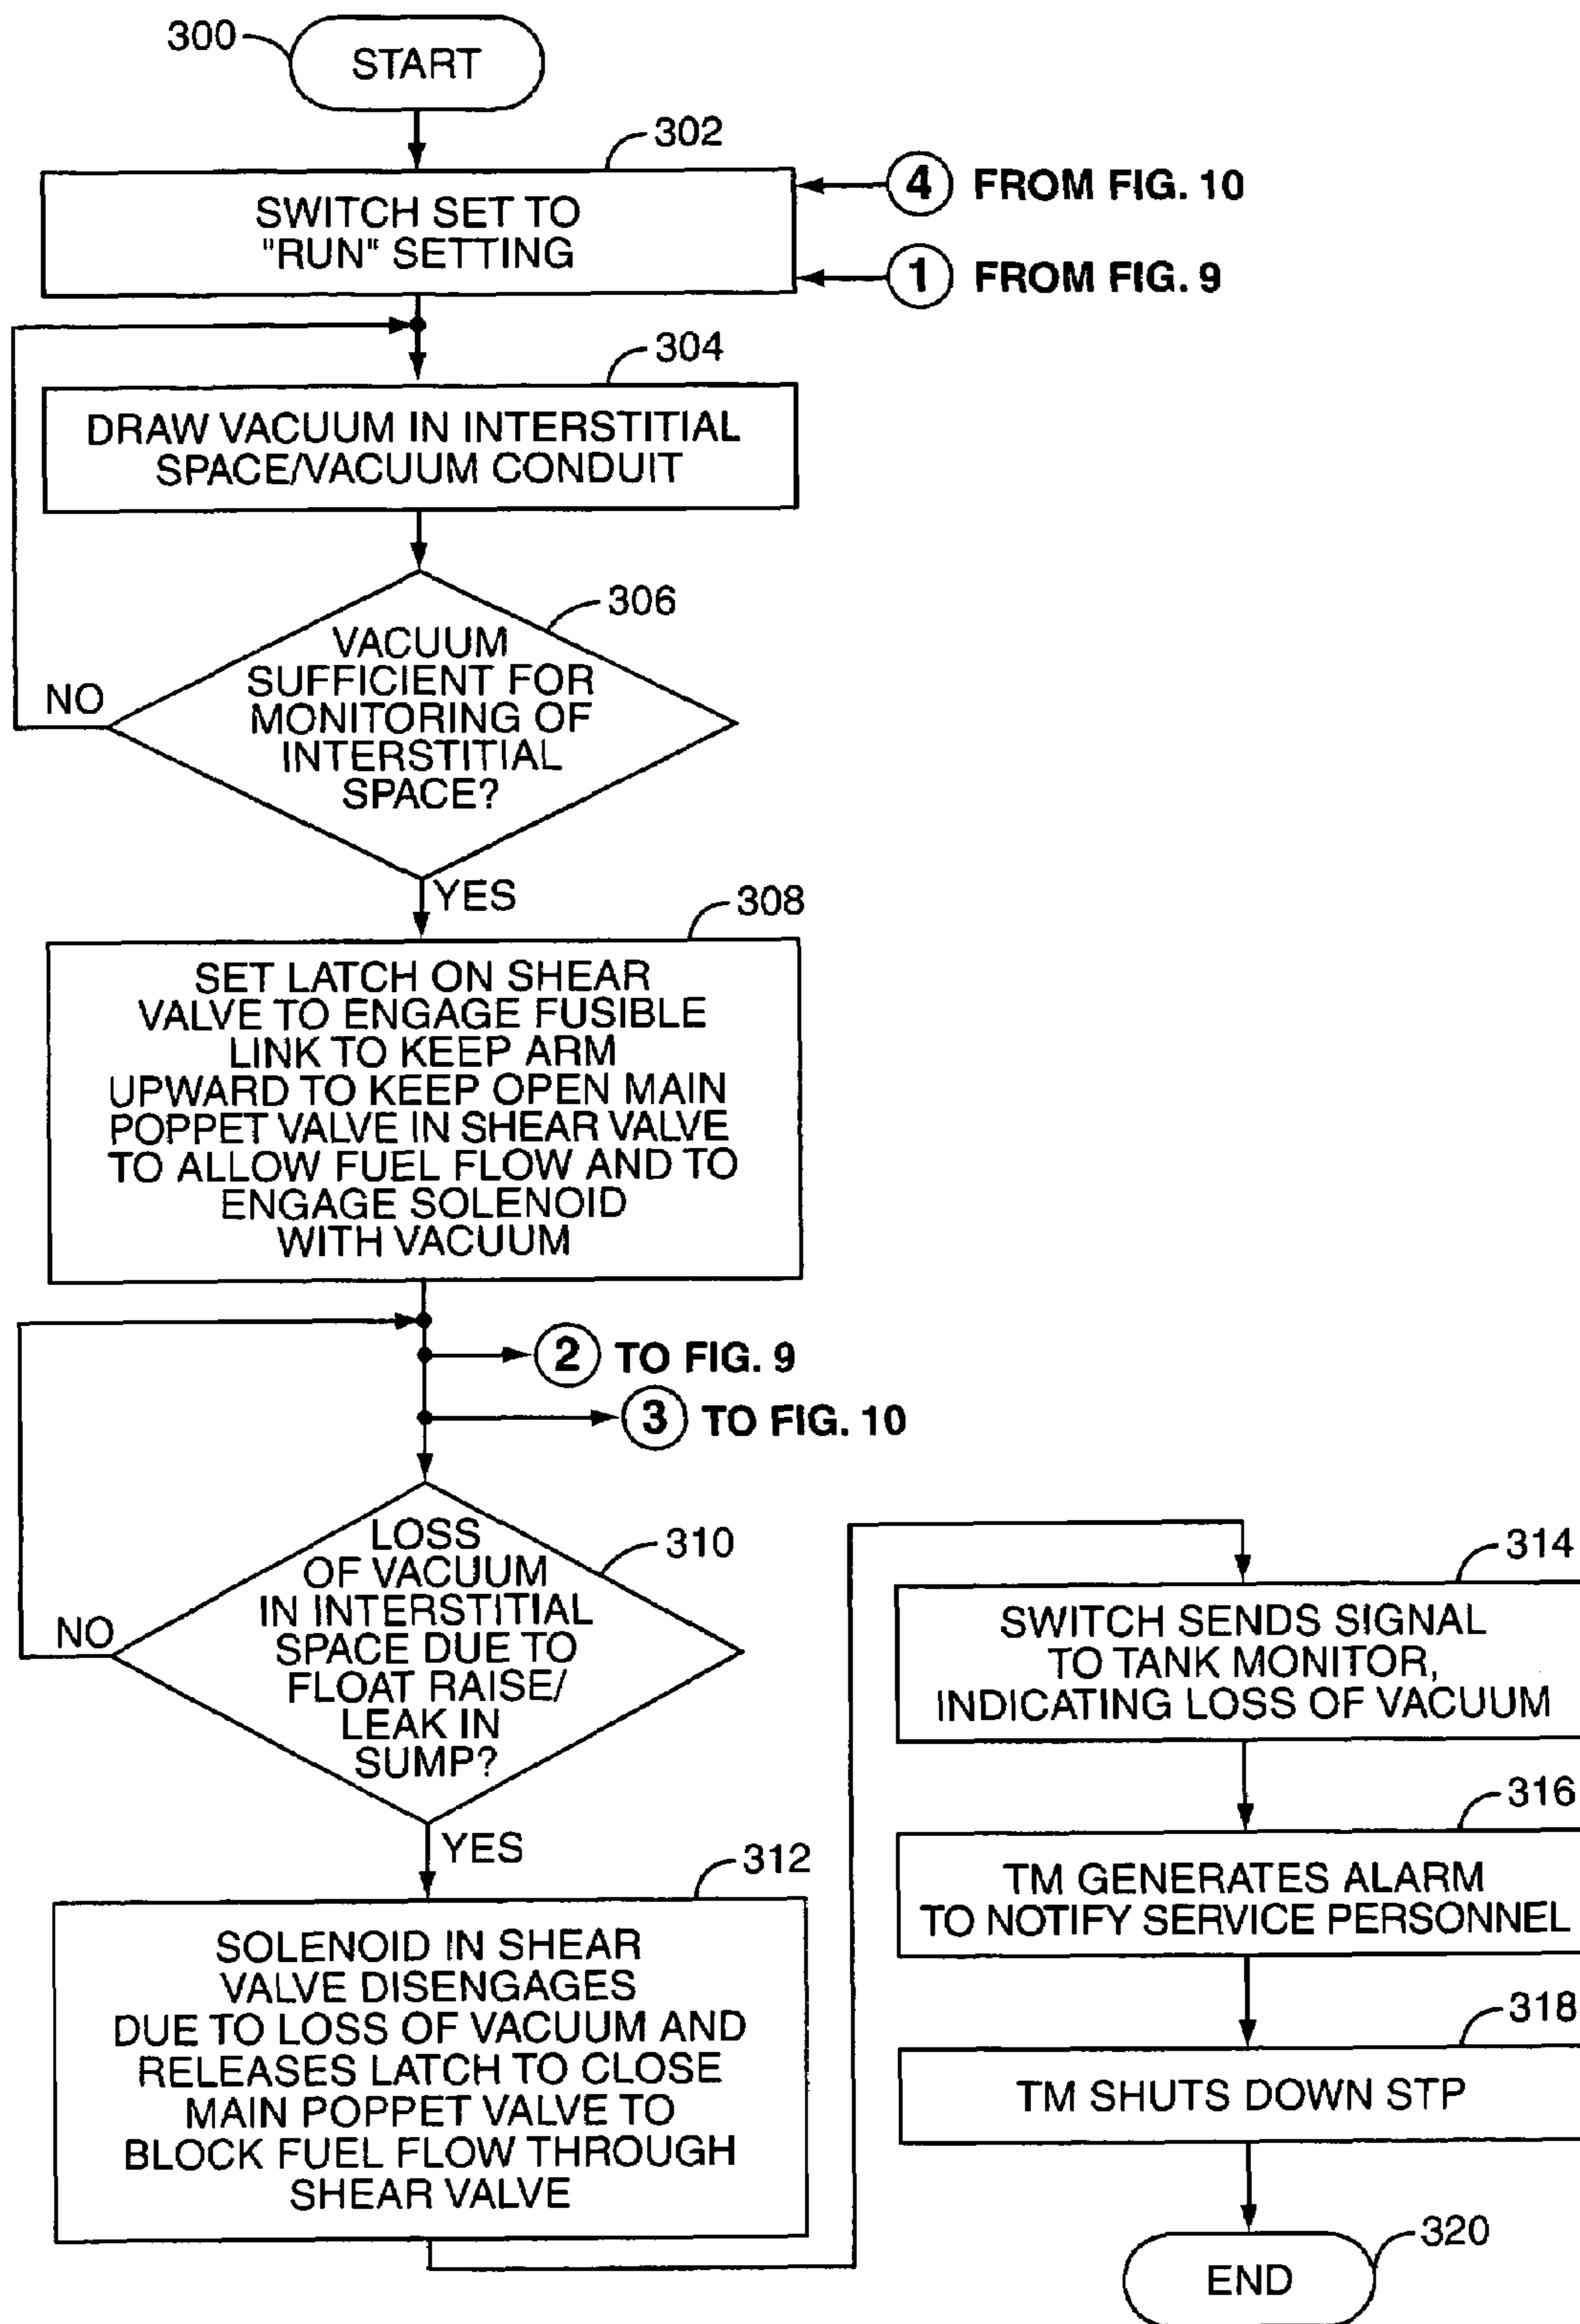 300
START
302
SWITCH SET TO
"RUN" SETTING
4 FROM FIG. 10
1 FROM FIG. 9
304
DRAW VACUUM IN INTERSTITIAL
SPACE/VACUUM CONDUIT
306
VACUUM
SUFFICIENT FOR
MONITORING OF
INTERSTITIAL
SPACE?
NO
YES
308
SET LATCH ON SHEAR
VALVE TO ENGAGE FUSIBLE
LINK TO KEEP ARM
UPWARD TO KEEP OPEN MAIN
POPPET VALVE IN SHEAR VALVE
TO ALLOW FUEL FLOW AND TO
ENGAGE SOLENOID
WITH VACUUM
2 TO FIG. 9
3 TO FIG. 10
310
LOSS
OF VACUUM
IN INTERSTITIAL
SPACE DUE TO
FLOAT RAISE/
LEAK IN
SUMP?
NO
YES
312
SOLENOID IN SHEAR
VALVE DISENGAGES
DUE TO LOSS OF VACUUM AND
RELEASES LATCH TO CLOSE
MAIN POPPET VALVE TO
BLOCK FUEL FLOW THROUGH
SHEAR VALVE
314
SWITCH SENDS SIGNAL
TO TANK MONITOR,
INDICATING LOSS OF VACUUM
316
TM GENERATES ALARM
TO NOTIFY SERVICE PERSONNEL
318
TM SHUTS DOWN STP
320
END